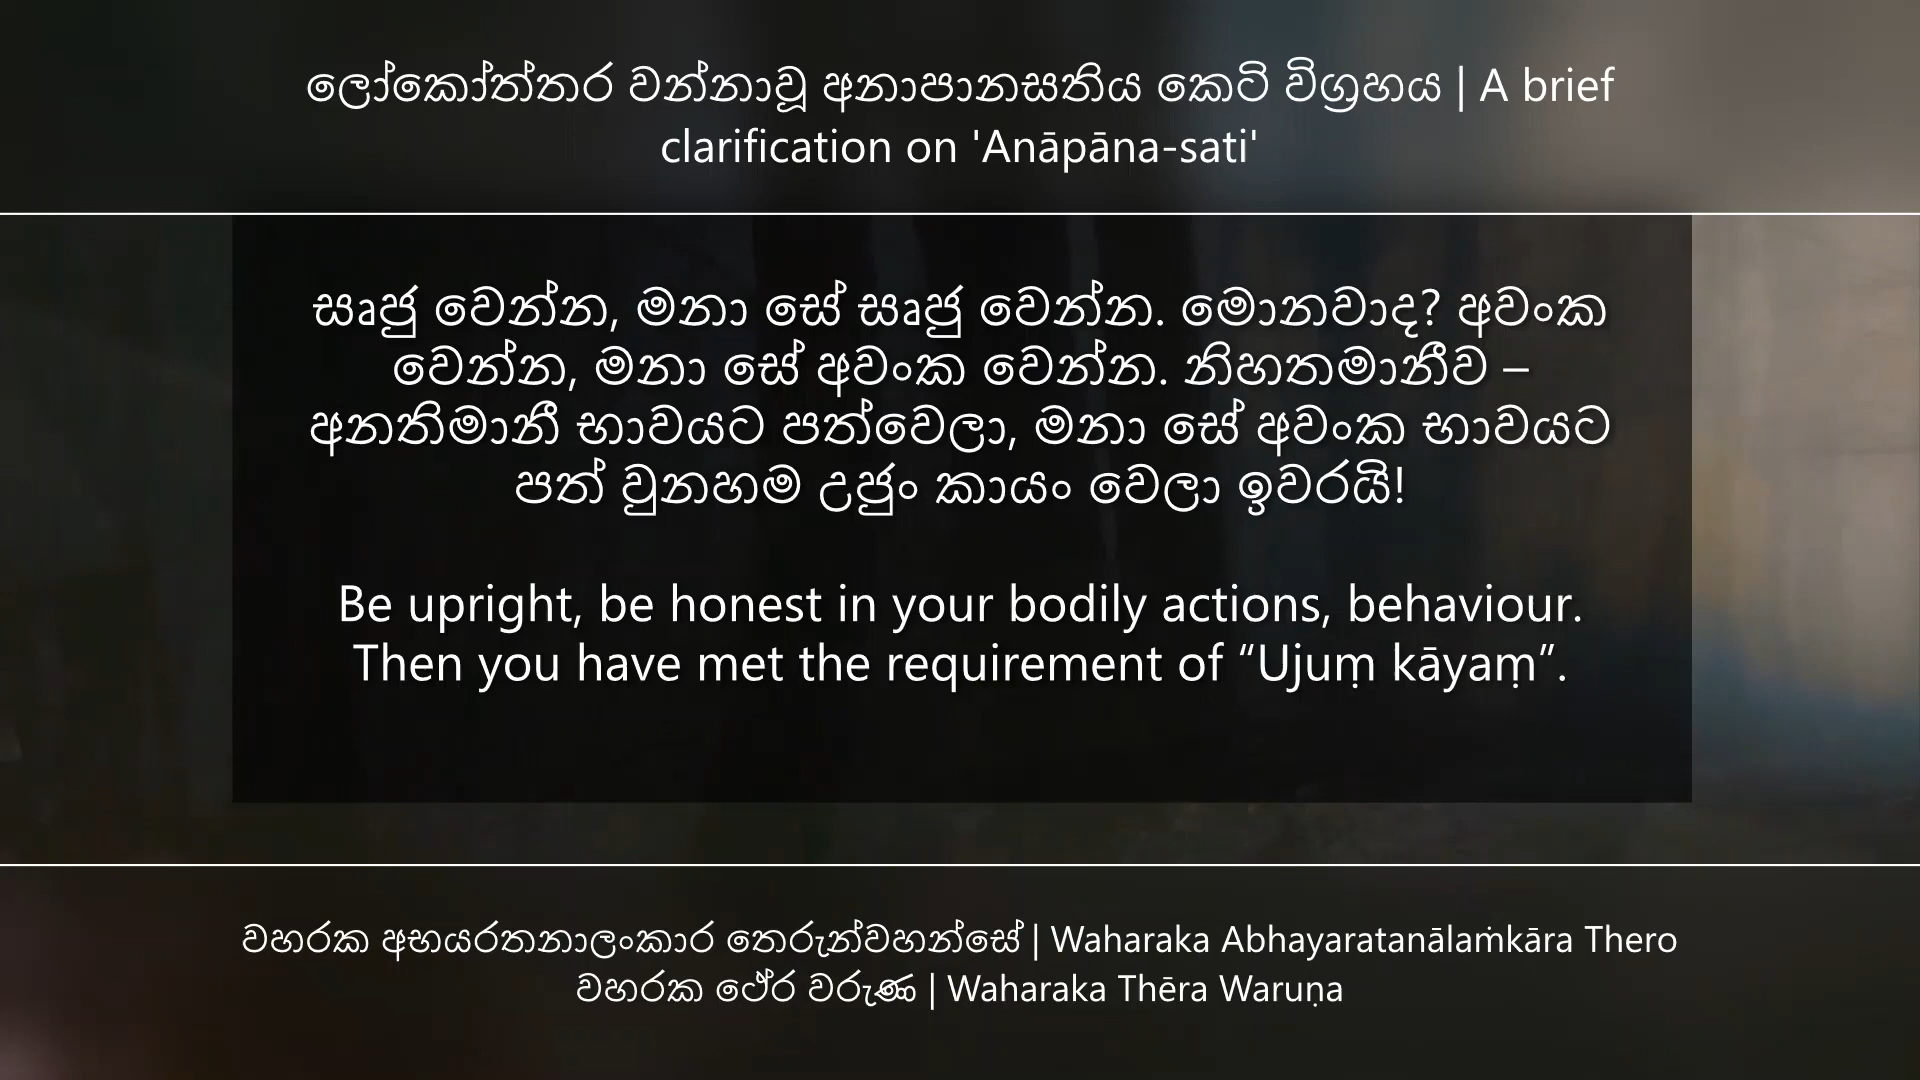 ලෝකෝත්තර වන්නාවූ අනාපානසතිය කෙටි විග්‍රහය | A brief
clarification on 'Anāpāna-sati'
සෘජු වෙන්න, මනා සේ සෘජු වෙන්න. මොනවාද? අවංක
වෙන්න, මනා සේ අවංක වෙන්න. නිහතමානීව –
අනතිමානී භාවයට පත්වෙලා, මනා සේ අවංක භාවයට
පත් වුනහම උජුං කායං වෙලා ඉවරයි!
Be upright, be honest in your bodily actions, behaviour.
Then you have met the requirement of “Ujuṃ kāyaṃ”.
වහරක අභයරතනාලංකාර තෙරුන්වහන්සේ | Waharaka Abhayaratanālaṁkāra Thero
වහරක ථේර වරුණ | Waharaka Thēra Waruṇa